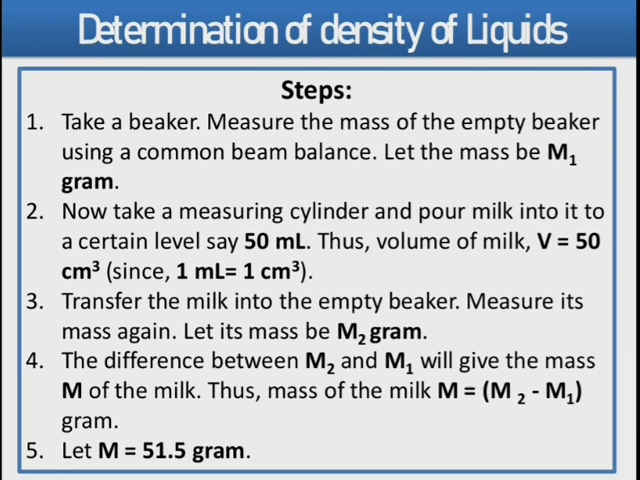 Determination of density of Liquids
Steps:
1. Take a beaker. Measure the mass of the empty beaker
using a common beam balance. Let the mass be M₁
gram.
2. Now take a measuring cylinder and pour milk into it to
a certain level say 50 mL. Thus, volume of milk, V = 50
cm³ (since, 1 mL= 1 cm³).
3. Transfer the milk into the empty beaker. Measure its
mass again. Let its mass be M₂ gram.
4. The difference between M₂ and M₁ will give the mass
M of the milk. Thus, mass of the milk M = (M ₂ - M₁)
gram.
5. Let M = 51.5 gram.